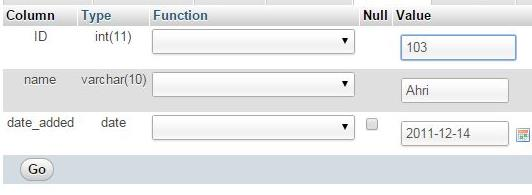 Column Type Function Null Value
ID int(11) 103
name varchar(10) Ahri
date_added date 2011-12-14
Go